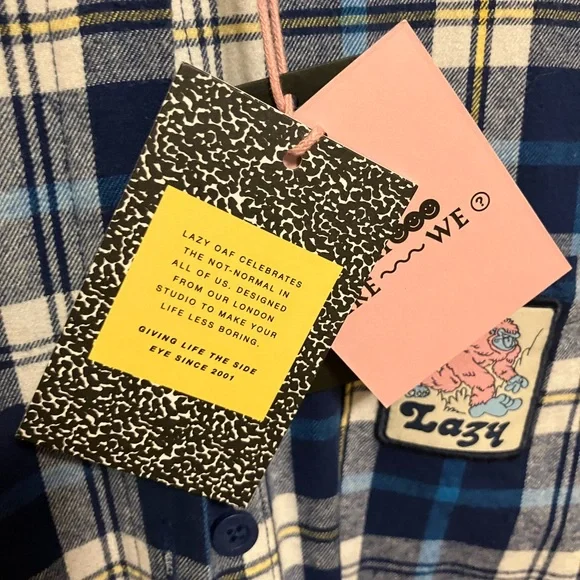 LAZY OAF CELEBRATES
THE NOT-NORMAL IN
ALL OF US. DESIGNED
FROM OUR LONDON
STUDIO TO MAKE YOUR
LIFE LESS BORING.
GIVING LIFE THE SIDE
EYE SINCE 2001
WE ?
Lazy